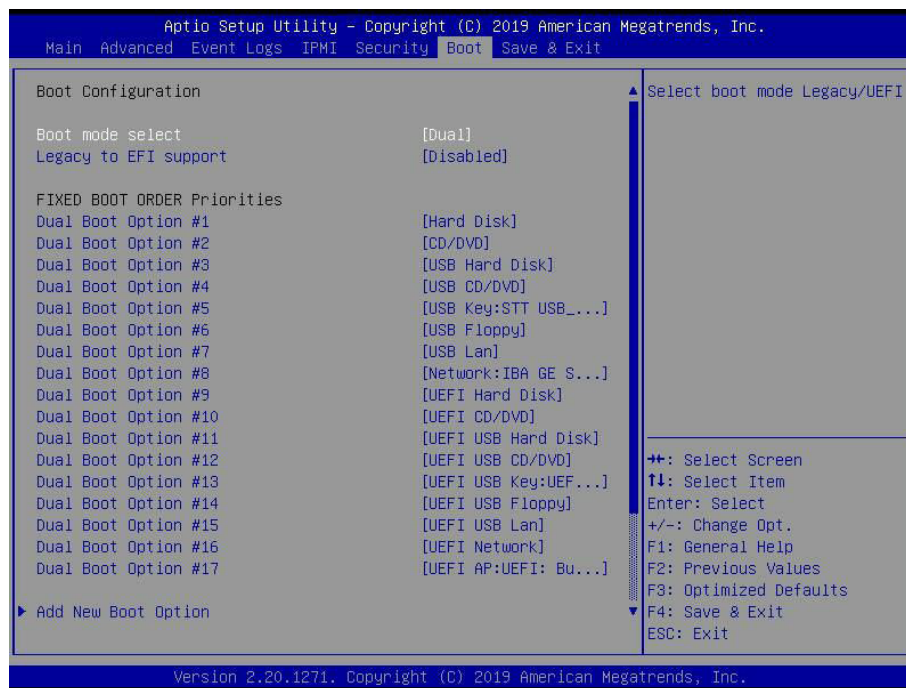 Aptio Setup Utility – Copyright (C) 2019 American Megatrends, Inc.
Main Advanced Event Logs IPMI Security Boot Save & Exit
Boot Configuration
Boot mode select [Dual]
Legacy to EFI support [Disabled]
FIXED BOOT ORDER Priorities
Dual Boot Option #1 [Hard Disk]
Dual Boot Option #2 [CD/DVD]
Dual Boot Option #3 [USB Hard Disk]
Dual Boot Option #4 [USB CD/DVD]
Dual Boot Option #5 [USB Key:STT USB_...]
Dual Boot Option #6 [USB Floppy]
Dual Boot Option #7 [USB Lan]
Dual Boot Option #8 [Network:IBA GE S...]
Dual Boot Option #9 [UEFI Hard Disk]
Dual Boot Option #10 [UEFI CD/DVD]
Dual Boot Option #11 [UEFI USB Hard Disk]
Dual Boot Option #12 [UEFI USB CD/DVD]
Dual Boot Option #13 [UEFI USB Key:UEF...]
Dual Boot Option #14 [UEFI USB Floppy]
Dual Boot Option #15 [UEFI USB Lan]
Dual Boot Option #16 [UEFI Network]
Dual Boot Option #17 [UEFI AP:UEFI: Bu...]
Add New Boot Option
Select boot mode Legacy/UEFI
→←: Select Screen
↑↓: Select Item
Enter: Select
+/-: Change Opt.
F1: General Help
F2: Previous Values
F3: Optimized Defaults
F4: Save & Exit
ESC: Exit
Version 2.20.1271. Copyright (C) 2019 American Megatrends, Inc.